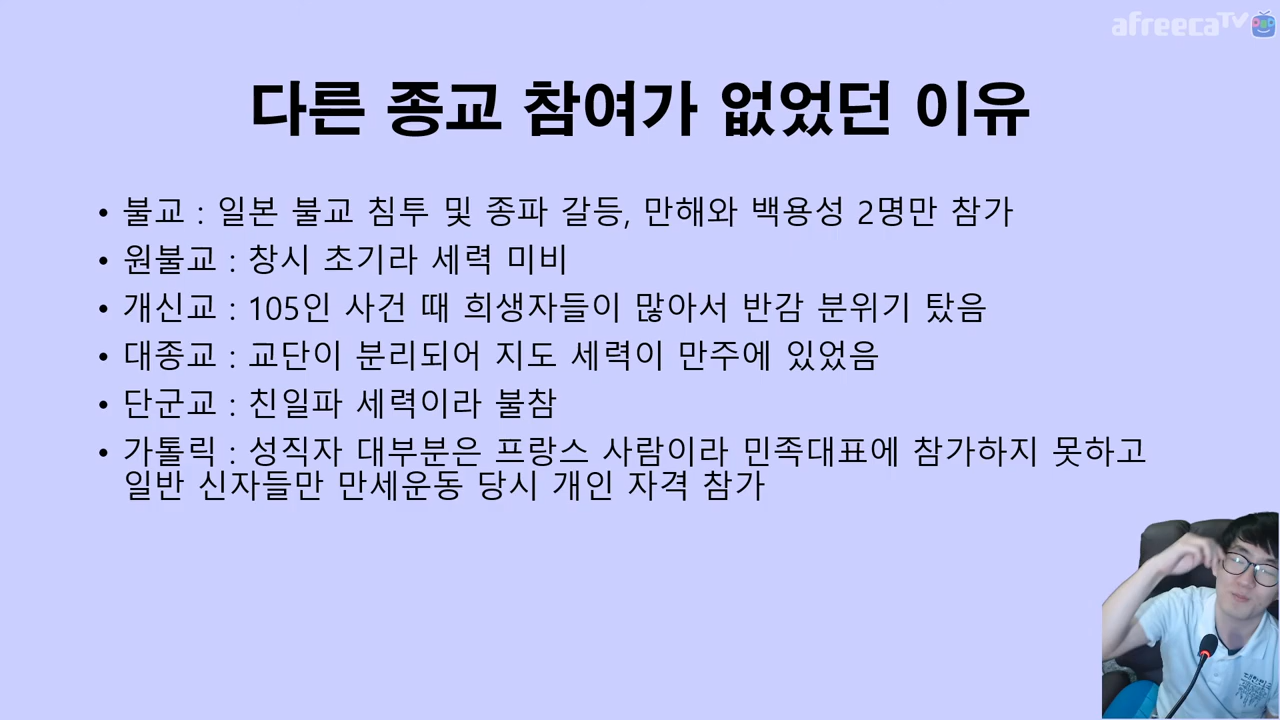 afreecaTV
다른 종교 참여가 없었던 이유
• 불교 : 일본 불교 침투 및 종파 갈등, 만해와 백용성 2명만 참가
• 원불교 : 창시 초기라 세력 미비
• 개신교 : 105인 사건 때 희생자들이 많아서 반감 분위기 탔음
• 대종교 : 교단이 분리되어 지도 세력이 만주에 있었음
• 단군교 : 친일파 세력이라 불참
• 가톨릭 : 성직자 대부분은 프랑스 사람이라 민족대표에 참가하지 못하고
일반 신자들만 만세운동 당시 개인 자격 참가